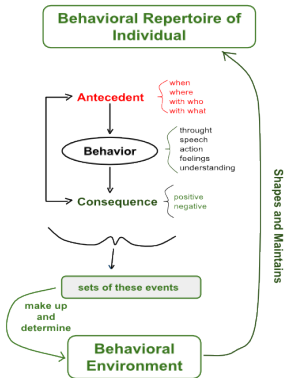 Behavioral Repertoire of
Individual
Antecedent
when
where
with who
with what
Behavior
throught
speech
action
feelings
understanding
Consequence
positive
negative
sets of these events
make up
and
determine
Behavioral
Environment
Shapes and Maintains